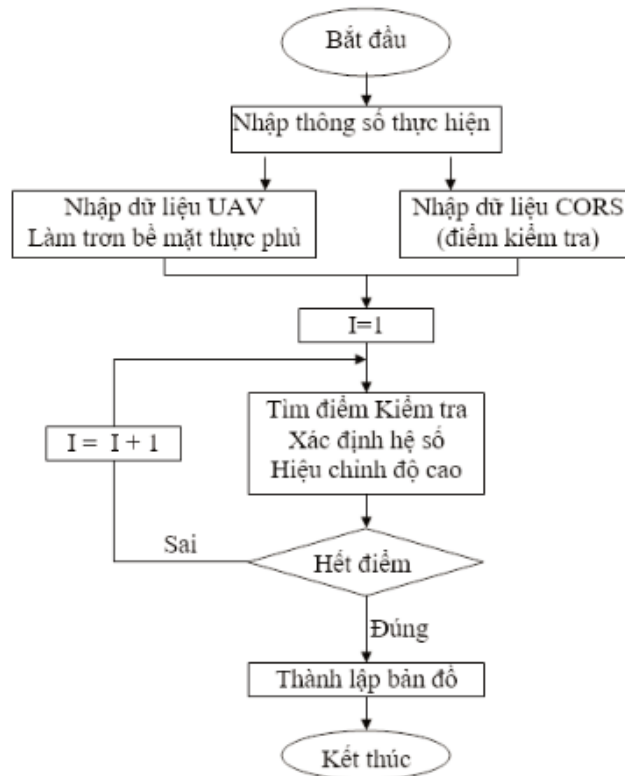 Bắt đầu
Nhập thông số thực hiện
Nhập dữ liệu UAV
Làm trơn bề mặt thực phủ
Nhập dữ liệu CORS
(điểm kiểm tra)
I=1
Tìm điểm Kiểm tra
Xác định hệ số
Hiệu chỉnh độ cao
I = I + 1
Sai
Hết điểm
Đúng
Thành lập bản đồ
Kết thúc